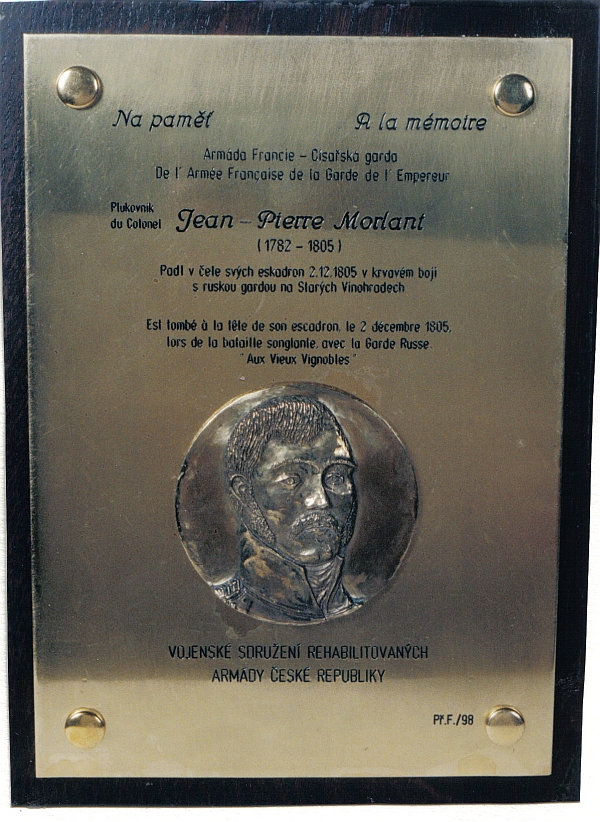 Na paměť
A la mémoire
Armáda Francie – Císařská garda
De l' Armée Française de la Garde de l' Empereur
Plukovník
du Colonel
Jean – Pierre Morlant
(1782 – 1805)
Padl v čele svých eskadron 2.12.1805 v krvavém boji
s ruskou gardou na Starých Vinohradech
Est tombé à la tête de son escadron, le 2 décembre 1805,
lors de la bataille songlante, avec la Garde Russe.
"Aux Vieux Vignobles"
VOJENSKÉ SDRUŽENÍ REHABILITOVANÝCH
ARMÁDY ČESKÉ REPUBLIKY
Př.F./98